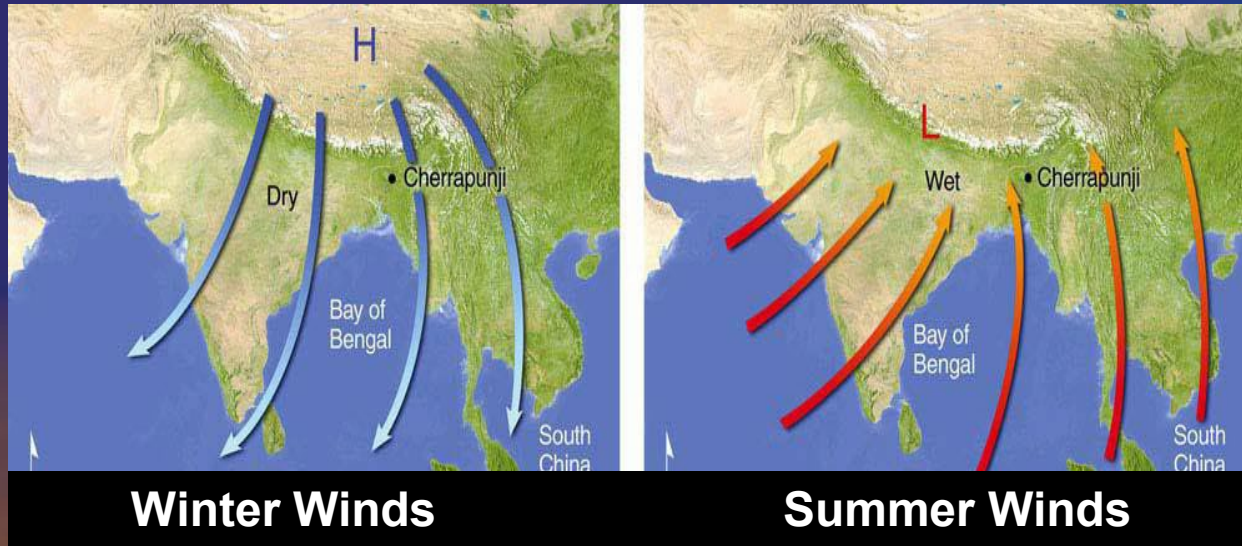 H
Dry
Cherrapunji
Bay of
Bengal
South
China
Winter Winds
L
Wet
Cherrapunji
Bay of
Bengal
South
China
Summer Winds